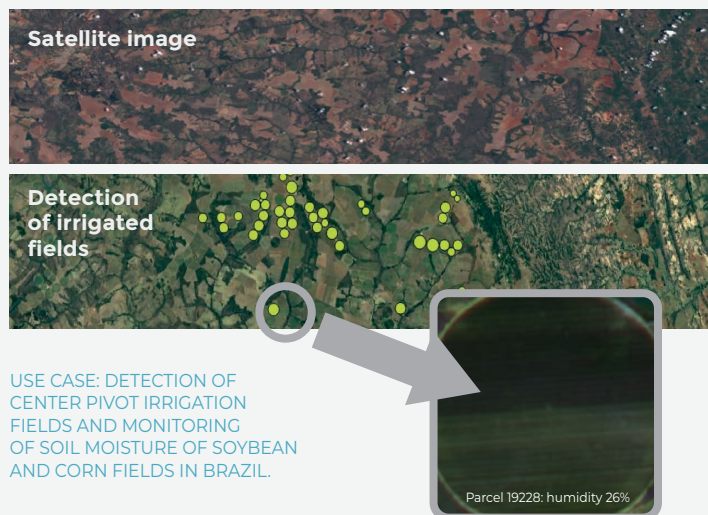 Satellite image
Detection
of irrigated
fields
USE CASE: DETECTION OF
CENTER PIVOT IRRIGATION
FIELDS AND MONITORING
OF SOIL MOISTURE OF SOYBEAN
AND CORN FIELDS IN BRAZIL.
Parcel 19228: humidity 26%